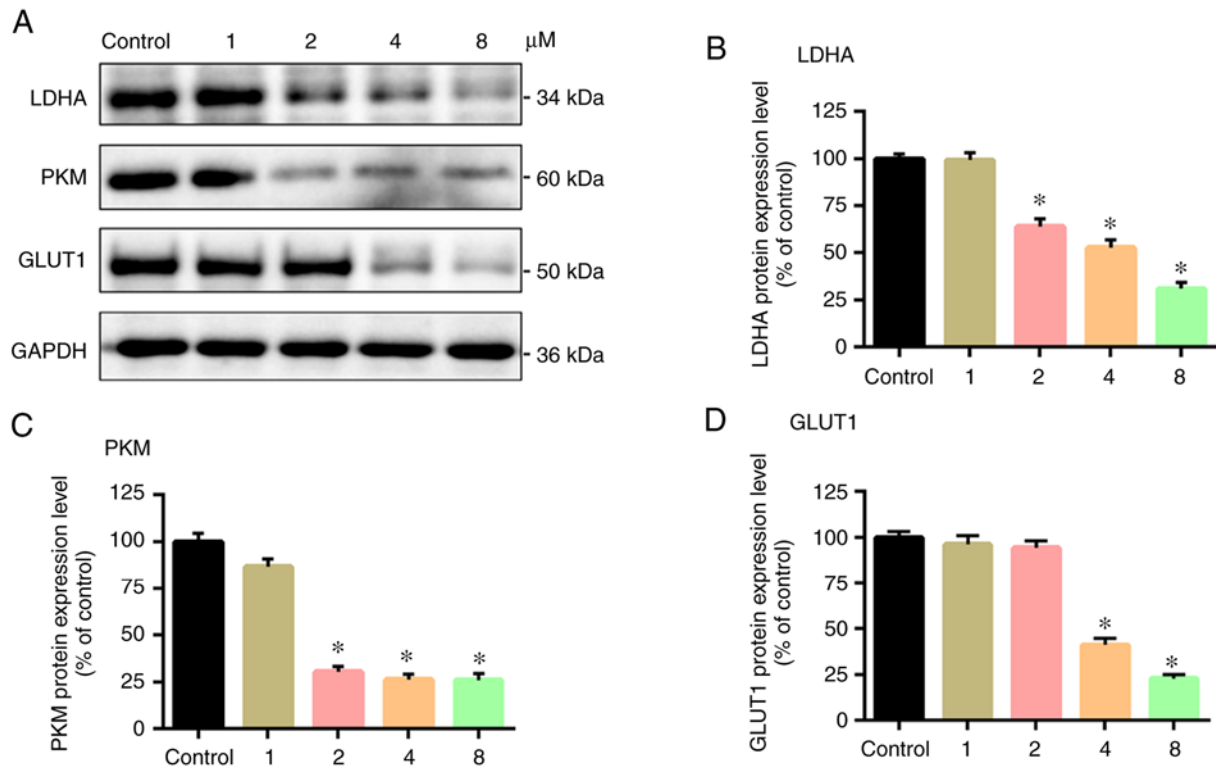 A
Control 1 2 4 8 μM
LDHA
34 kDa
PKM
60 kDa
GLUT1
50 kDa
GAPDH
36 kDa
B
LDHA
LDHA protein expression level
(% of control)
125
100
75
50
25
0
* * *
Control 1 2 4 8
C
PKM
PKM protein expression level
(% of control)
125
100
75
50
25
0
* * *
Control 1 2 4 8
D
GLUT1
GLUT1 protein expression level
(% of control)
125
100
75
50
25
0
* *
Control 1 2 4 8